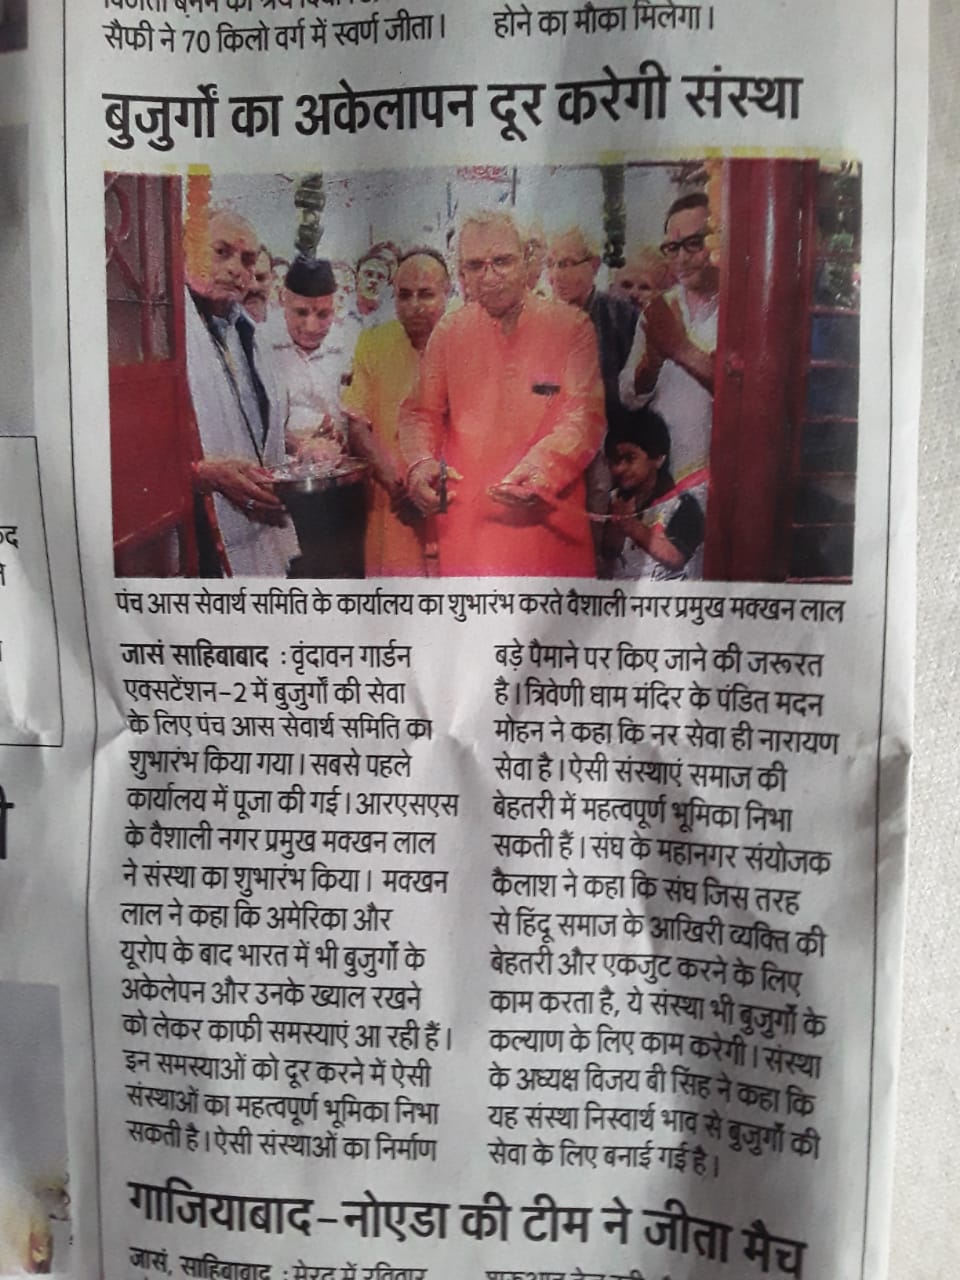 सैफी ने 70 किलो वर्ग में स्वर्ण जीता।
होने का मौका मिलेगा।
बुजुर्गों का अकेलापन दूर करेगी संस्था
पंच आस सेवार्थ समिति के कार्यालय का शुभारंभ करते वैशाली नगर प्रमुख मक्खन लाल
जासं साहिबाबाद : वृंदावन गार्डन
एक्सटेंशन-2 में बुजुर्गों की सेवा
के लिए पंच आस सेवार्थ समिति का
शुभारंभ किया गया। सबसे पहले
कार्यालय में पूजा की गई। आरएसएस
के वैशाली नगर प्रमुख मक्खन लाल
ने संस्था का शुभारंभ किया। मक्खन
लाल ने कहा कि अमेरिका और
यूरोप के बाद भारत में भी बुजुर्गों के
अकेलेपन और उनके ख्याल रखने
को लेकर काफी समस्याएं आ रही हैं।
इन समस्याओं को दूर करने में ऐसी
संस्थाओं का महत्वपूर्ण भूमिका निभा
सकती है। ऐसी संस्थाओं का निर्माण
बड़े पैमाने पर किए जाने की जरूरत
है। त्रिवेणी धाम मंदिर के पंडित मदन
मोहन ने कहा कि नर सेवा ही नारायण
सेवा है। ऐसी संस्थाएं समाज की
बेहतरी में महत्वपूर्ण भूमिका निभा
सकती हैं। संघ के महानगर संयोजक
कैलाश ने कहा कि संघ जिस तरह
से हिंदू समाज के आखिरी व्यक्ति की
बेहतरी और एकजुट करने के लिए
काम करता है, ये संस्था भी बुजुर्गों के
कल्याण के लिए काम करेगी। संस्था
के अध्यक्ष विजय बी सिंह ने कहा कि
यह संस्था निस्वार्थ भाव से बुजुर्गों की
सेवा के लिए बनाई गई है।
गाजियाबाद-नोएडा की टीम ने जीता मैच
जासं, साहिबाबाद : मेरठ में रविवार